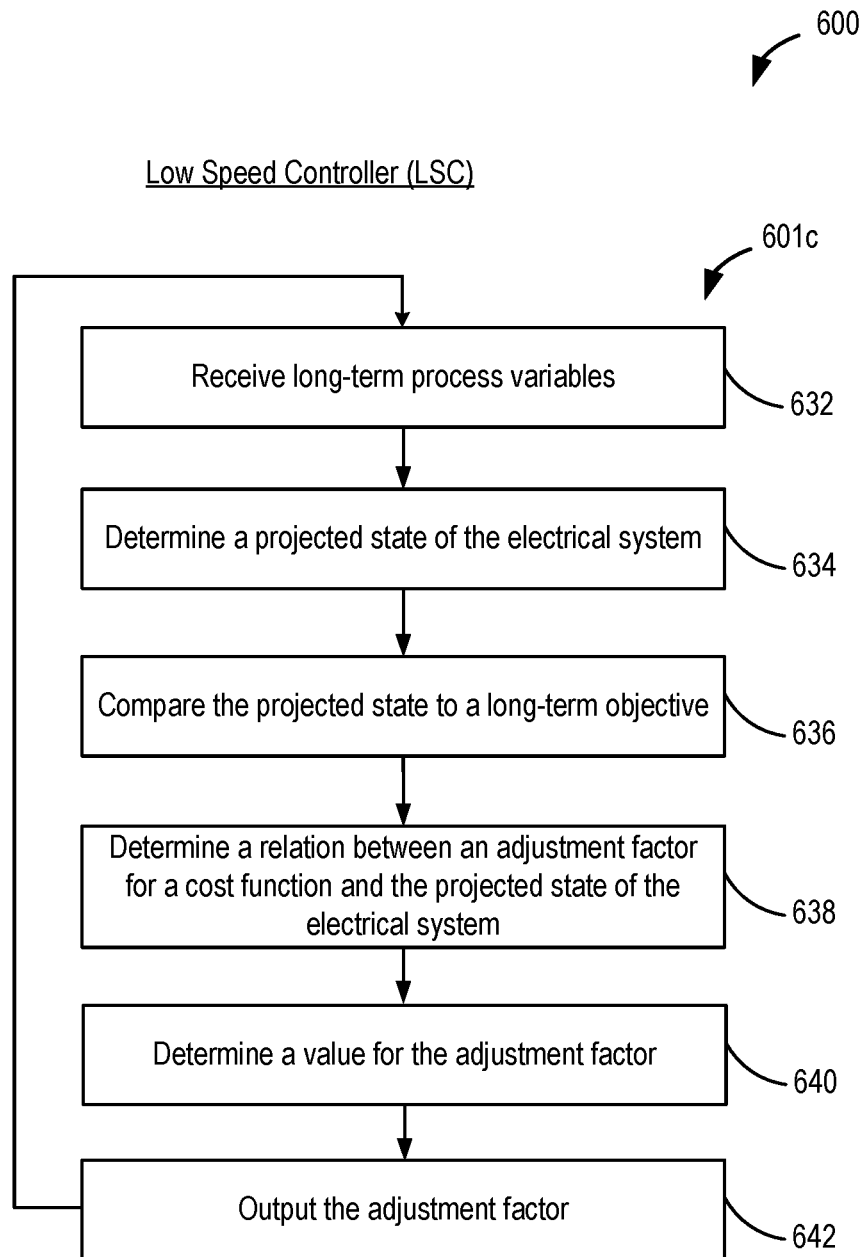 600
Low Speed Controller (LSC)
601c
Receive long-term process variables
632
Determine a projected state of the electrical system
634
Compare the projected state to a long-term objective
636
Determine a relation between an adjustment factor
for a cost function and the projected state of the
electrical system
638
Determine a value for the adjustment factor
640
Output the adjustment factor
642